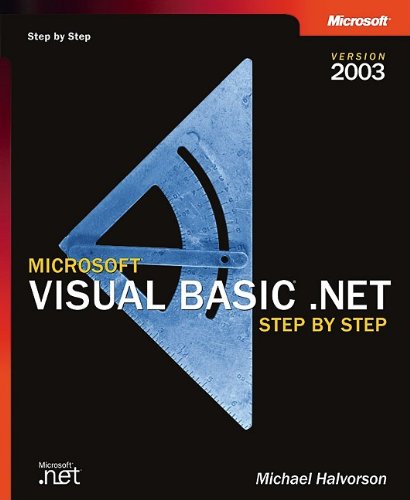 Microsoft
Step by Step
VERSION
2003
MICROSOFT
VISUAL BASIC .NET
STEP BY STEP
Microsoft
.net
Michael Halvorson